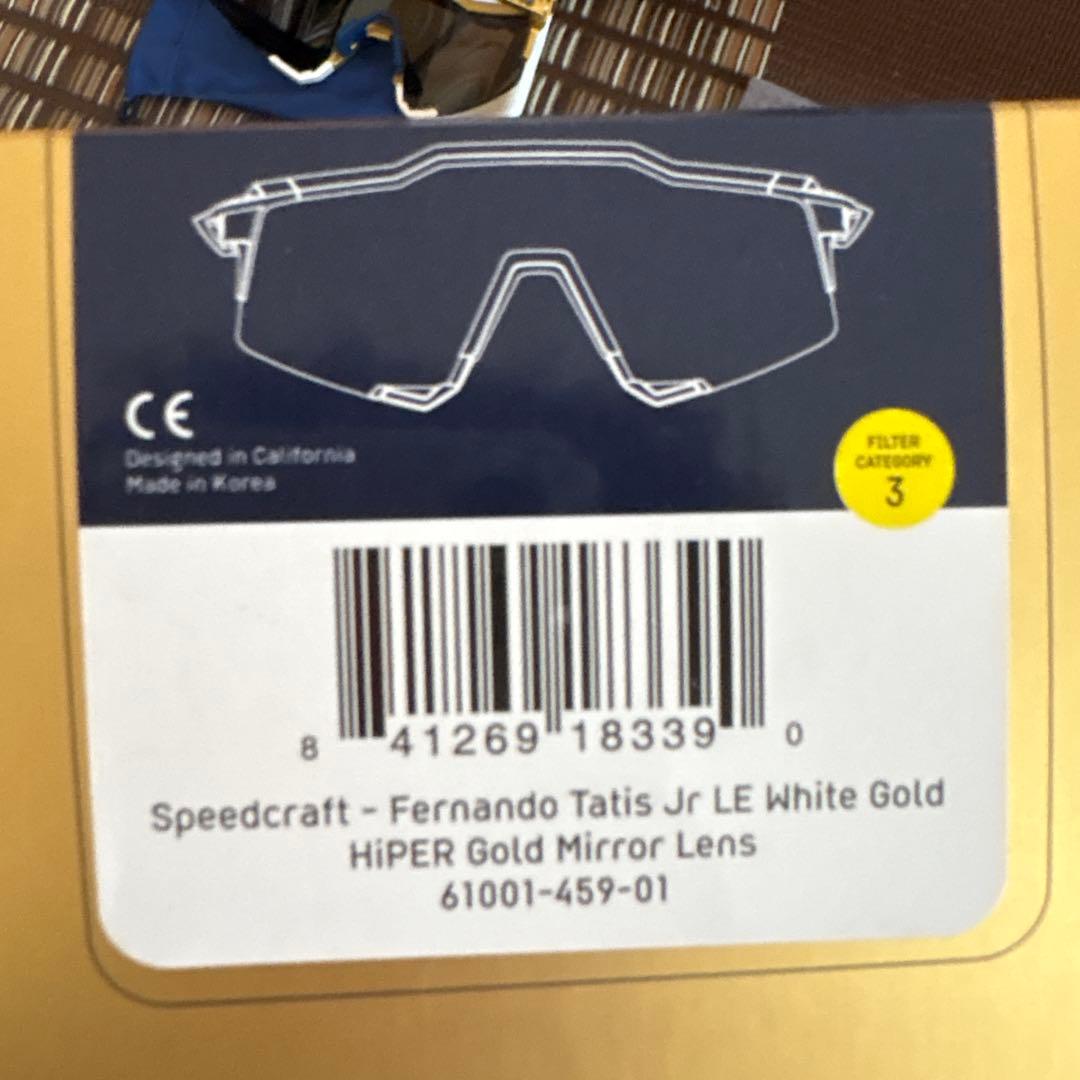 CE
Designed in California
Made in Korea
FILTER
CATEGORY
3
8 41269 18339 0
Speedcraft - Fernando Tatis Jr LE White Gold
HiPER Gold Mirror Lens
61001-459-01